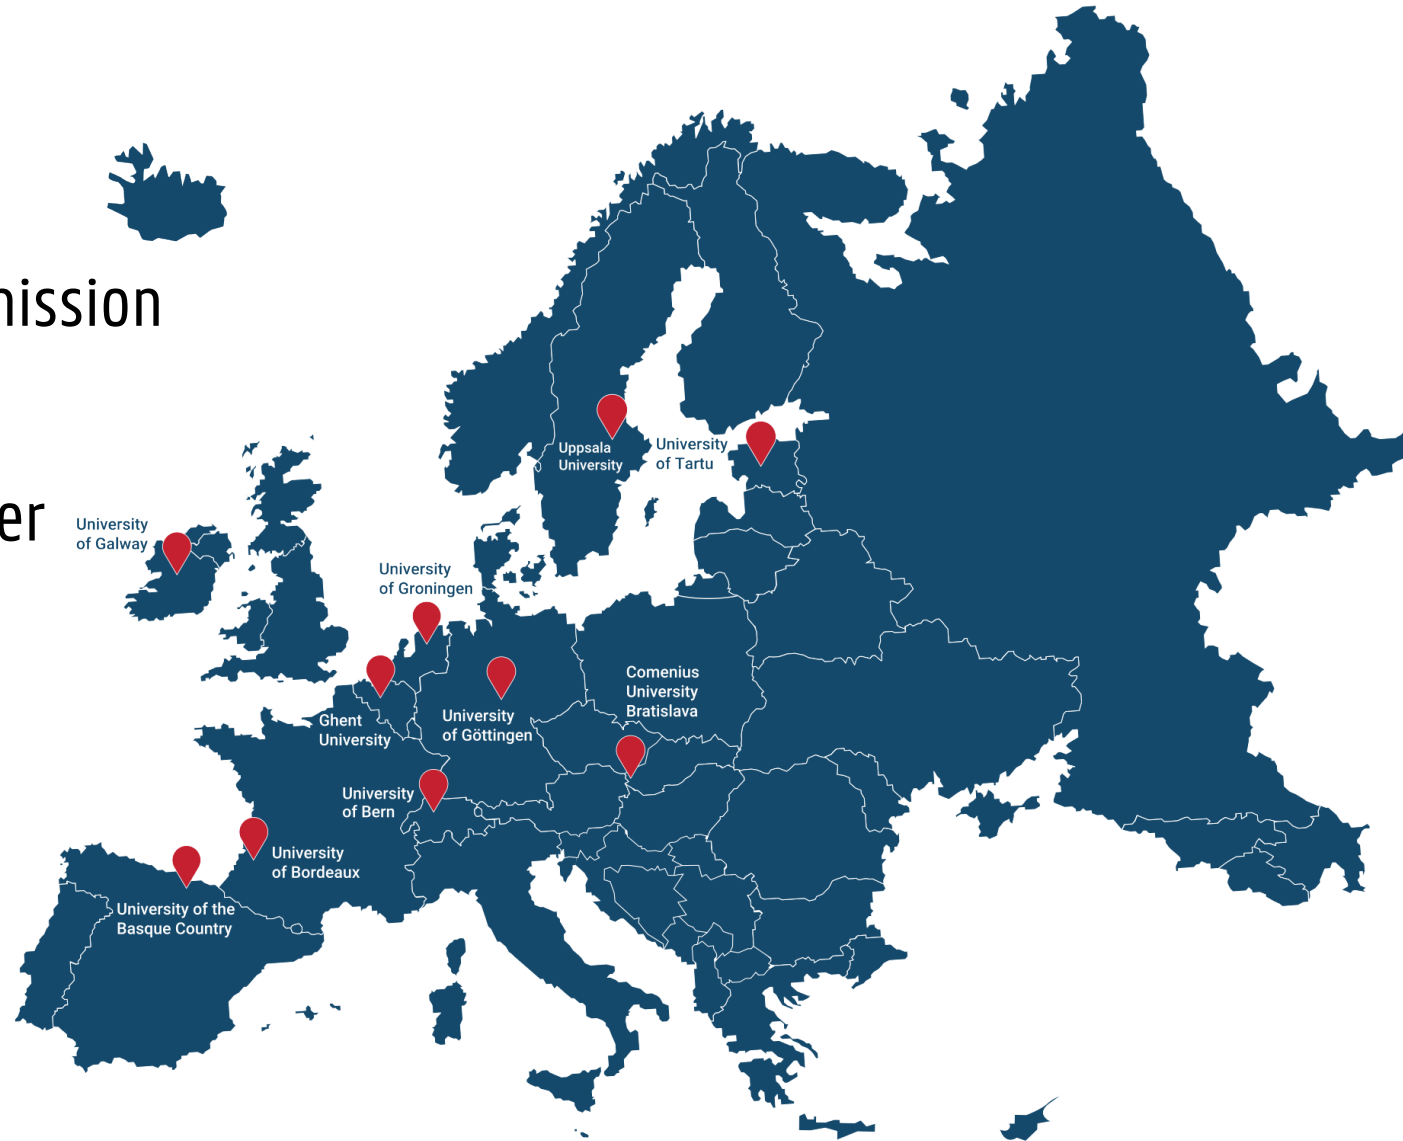 nission
er
Uppsala
University
University
of Tartu
University
of Galway
University
of Groningen
Comenius
University
Bratislava
Ghent
University
University
of Göttingen
University
of Bern
University
of Bordeaux
University of the
Basque Country